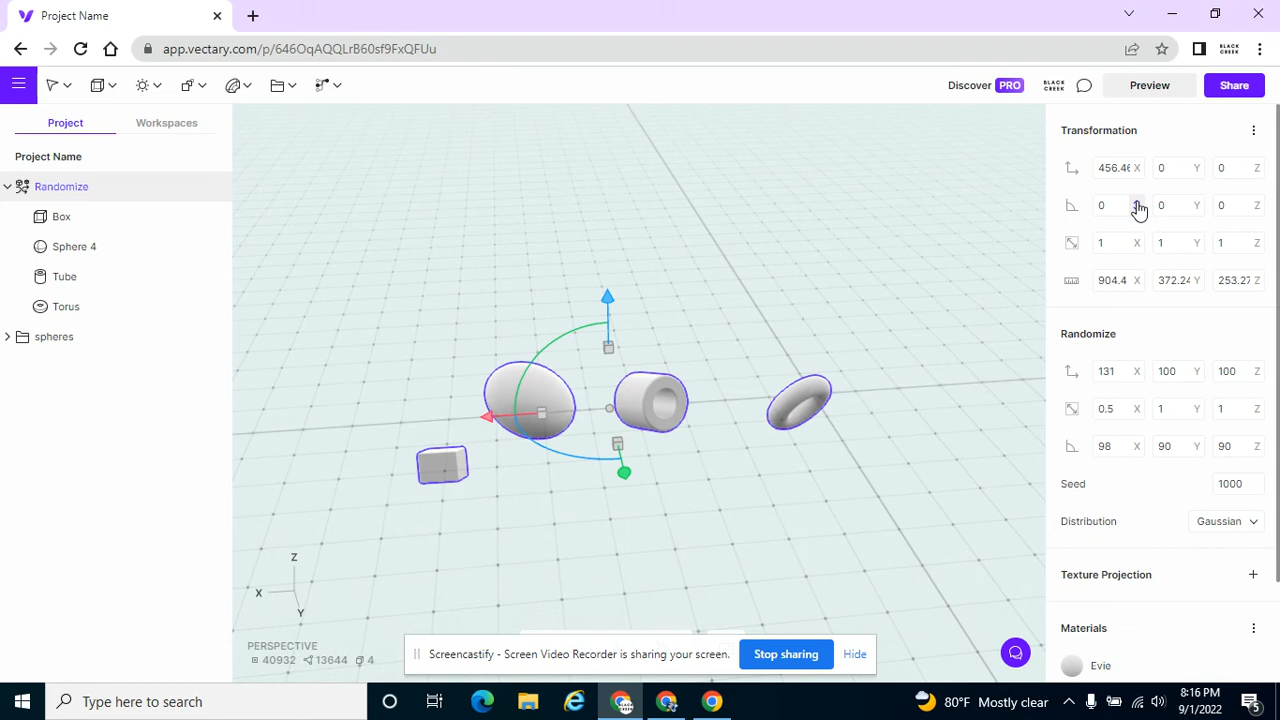 Project Name
app.vectary.com/p/646OqAQQLrB60sf9FxQFUu
BLACK CREEK
Discover PRO
BLACK CREEK
Preview
Share
Project
Workspaces
Project Name
Randomize
Box
Sphere 4
Tube
Torus
spheres
Transformation
456.46 X 0 Y 0 Z
0 0 Y 0 Z
1 X 1 Y 1 Z
904.4 X 372.24 Y 253.27 Z
Randomize
131 X 100 Y 100 Z
0.5 X 1 Y 1 Z
98 X 90 Y 90 Z
Seed 1000
Distribution Gaussian
Texture Projection
Materials
Evie
Z
X
Y
PERSPECTIVE
40932 13644 4
Screencastify - Screen Video Recorder is sharing your screen.
Stop sharing
Hide
Type here to search
80°F Mostly clear
8:16 PM
9/1/2022
5